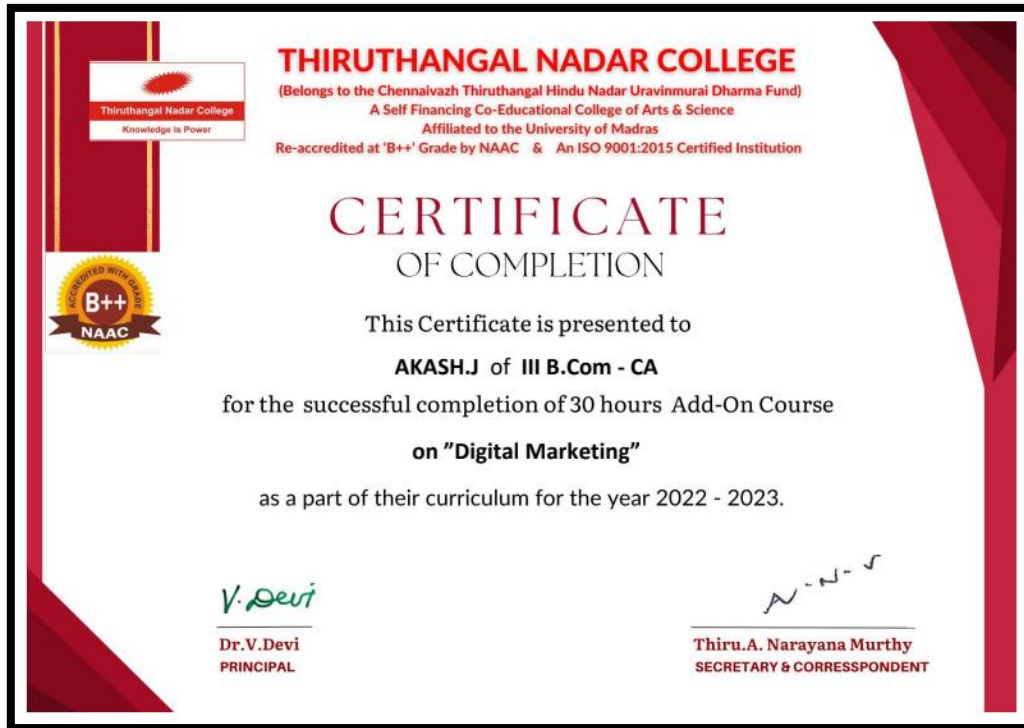 Thiruthangal Nadar College
Knowledge is Power
THIRUTHANGAL NADAR COLLEGE
(Belongs to the Chennaivazh Thiruthangal Hindu Nadar Uravinmurai Dharma Fund)
A Self Financing Co-Educational College of Arts & Science
Affiliated to the University of Madras
Re-accredited at 'B++' Grade by NAAC & An ISO 9001:2015 Certified Institution
CERTIFICATE
OF COMPLETION
ACCREDITED WITH GRADE
B++
NAAC
This Certificate is presented to
AKASH.J of III B.Com - CA
for the successful completion of 30 hours Add-On Course
on ”Digital Marketing”
as a part of their curriculum for the year 2022 - 2023.
V. Devi
A-N-J
Dr.V.Devi
PRINCIPAL
Thiru.A. Narayana Murthy
SECRETARY & CORRESSPONDENT